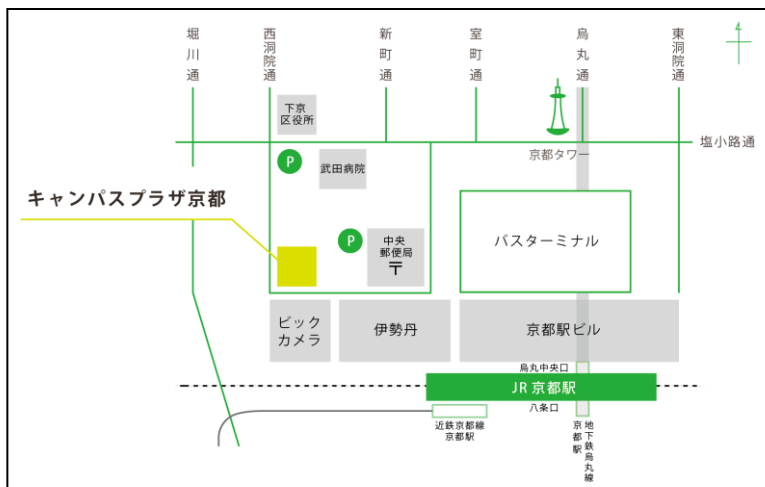 堀川通
西洞院通
新町通
室町通
烏丸通
東洞院通
下京
区役所
塩小路通
京都タワー
P
武田病院
キャンパスプラザ京都
P
中央
郵便局
〒
バスターミナル
ビック
カメラ
伊勢丹
京都駅ビル
烏丸中央口
JR 京都駅
八条口
近鉄京都線
京都駅
地下鉄烏丸線
京都駅